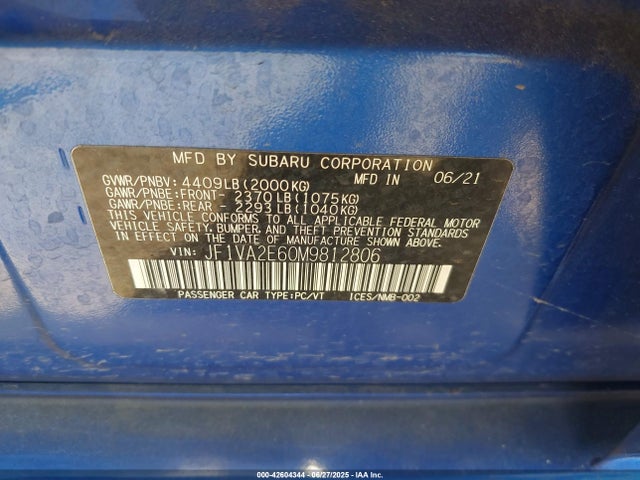 MFD BY SUBARU CORPORATION
GVWR/PNBV: 4409LB(2000KG) MFD IN 06/21
GAWR/PNBE:FRONT- 2370LB(1075KG)
GAWR/PNBE:REAR - 2293LB(1040KG)
THIS VEHICLE CONFORMS TO ALL APPLICABLE FEDERAL MOTOR
VEHICLE SAFETY, BUMPER, AND THEFT PREVENTION STANDARDS
IN EFFECT ON THE DATE OF MANUFACTURE SHOWN ABOVE.
VIN: JF1VA2E60M9812806
PASSENGER CAR TYPE:PC/VT ICES/NMB-002
000-42604344 - 06/27/2025 - IAAI.com